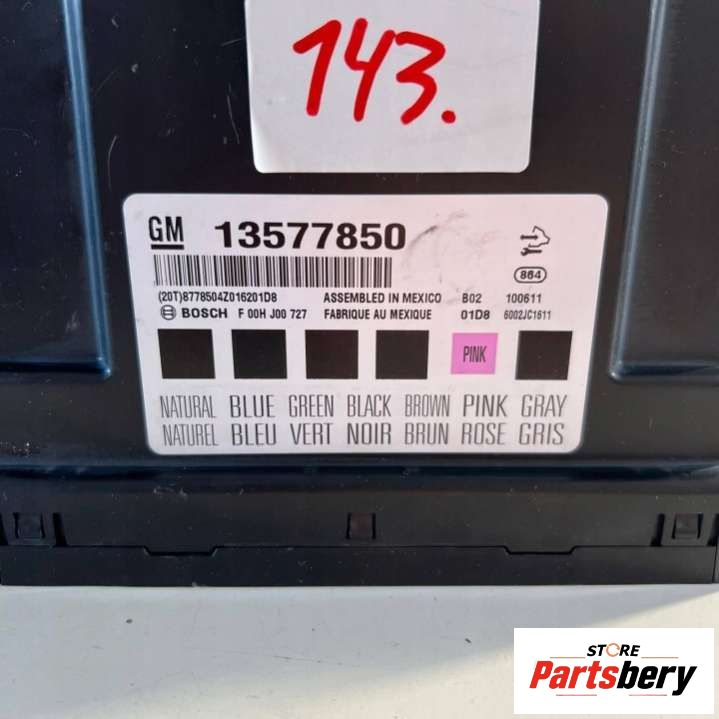 143.
GM 13577850
884
(20T)8778504Z016201D8 ASSEMBLED IN MEXICO B02 100611
BOSCH F 00H J00 727 FABRIQUE AU MEXIQUE 01D8 6002JC1611
PINK
NATURAL BLUE GREEN BLACK BROWN PINK GRAY
NATUREL BLEU VERT NOIR BRUN ROSE GRIS
STORE
Partsbery